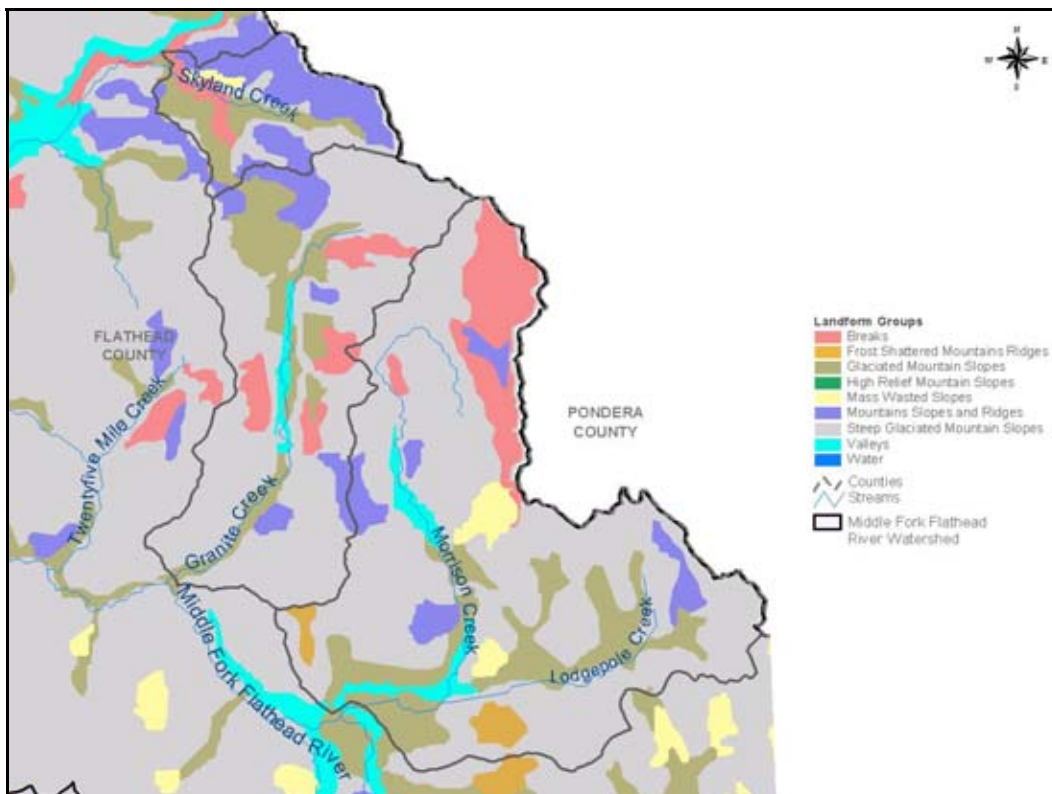 N
W
E
S
Skyland Creek
FLATHEAD
COUNTY
Twentyfive Mile Creek
Granite Creek
Morrison Creek
Lodgepole Creek
Middle Fork Flathead River
PONDERA
COUNTY
Landform Groups
Breaks
Frost Shattered Mountains Ridges
Glaciated Mountain Slopes
High Relief Mountain Slopes
Mass Wasted Slopes
Mountains Slopes and Ridges
Steep Glaciated Mountain Slopes
Valleys
Water
Counties
Streams
Middle Fork Flathead
River Watershed